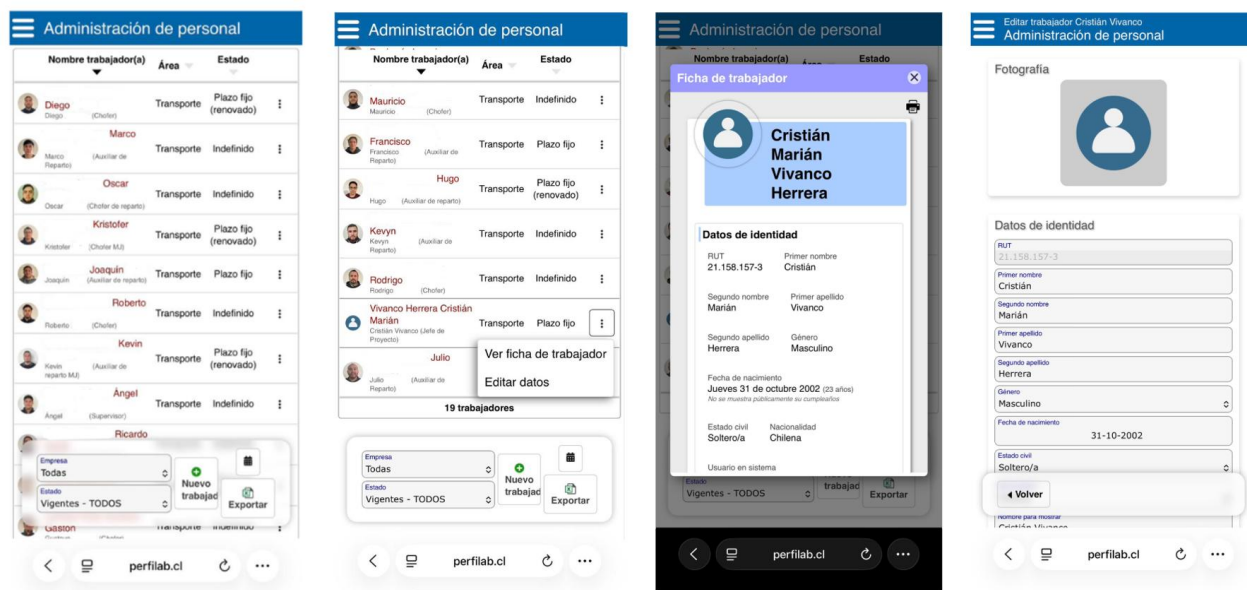 Administración de personal
Nombre trabajador(a)
Área
Estado
Diego
Diego (Chofer)
Transporte
Plazo fijo
(renovado)
Marco
Marco (Auxiliar de
Reparto)
Transporte
Indefinido
Oscar
Oscar (Chofer de reparto)
Transporte
Indefinido
Kristofer
Kristofer (Chofer MJ)
Transporte
Plazo fijo
(renovado)
Joaquín
Joaquín (Auxiliar de reparto)
Transporte
Plazo fijo
Roberto
Roberto (Chofer)
Transporte
Indefinido
Kevin
Kevin (Auxiliar de
reparto MJ)
Transporte
Plazo fijo
(renovado)
Ángel
Ángel (Supervisor)
Transporte
Indefinido
Ricardo
Empresa
Todas
Estado
Vigentes - TODOS
Nuevo
trabajad
Exportar
Gastón
perfilab.cl
Administración de personal
Nombre trabajador(a)
Área
Estado
Mauricio
Mauricio (Chofer)
Transporte
Indefinido
Francisco
Francisco (Auxiliar de
Reparto)
Transporte
Plazo fijo
Hugo
Hugo (Auxiliar de reparto)
Transporte
Plazo fijo
(renovado)
Kevyn
Kevyn (Auxiliar de
Reparto)
Transporte
Indefinido
Rodrigo
Rodrigo (Chofer)
Transporte
Indefinido
Vivanco Herrera Cristián
Marián
Cristián Vivanco (Jefe de
Proyecto)
Transporte
Plazo fijo
Julio
Julio (Auxiliar de
Reparto)
Ver ficha de trabajador
Editar datos
19 trabajadores
Empresa
Todas
Estado
Vigentes - TODOS
Nuevo
trabajad
Exportar
perfilab.cl
Administración de personal
Nombre trabajador(a)
Estado
Ficha de trabajador
Cristián
Marián
Vivanco
Herrera
Datos de identidad
RUT
21.158.157-3
Primer nombre
Cristián
Segundo nombre
Marián
Primer apellido
Vivanco
Segundo apellido
Herrera
Género
Masculino
Fecha de nacimiento
Jueves 31 de octubre 2002 (23 años)
No se muestra públicamente su cumpleaños
Estado civil
Soltero/a
Nacionalidad
Chilena
Usuario en sistema
Estado
Vigentes - TODOS
trabajad
Exportar
perfilab.cl
Editar trabajador Cristián Vivanco
Administración de personal
Fotografía
Datos de identidad
RUT
21.158.157-3
Primer nombre
Cristián
Segundo nombre
Marián
Primer apellido
Vivanco
Segundo apellido
Herrera
Género
Masculino
Fecha de nacimiento
31-10-2002
Estado civil
Soltero/a
Volver
Nombre para mostrar
Cristián Vivanco
perfilab.cl